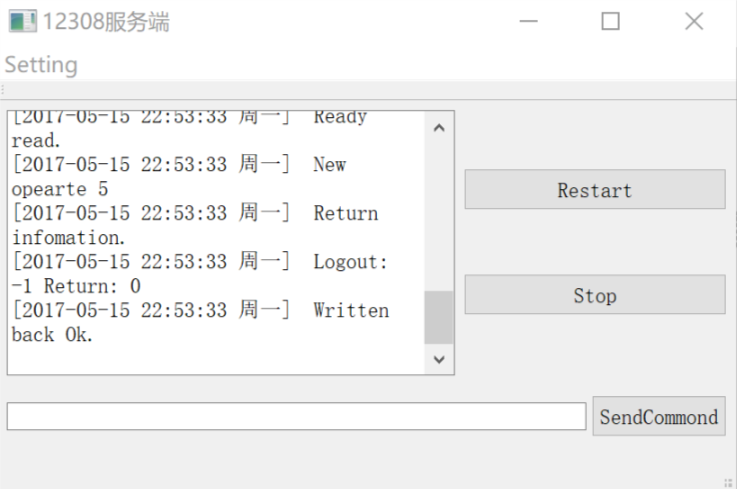 12308服务端
Setting
[2017-05-15 22:53:33 周一]  Ready
read.
[2017-05-15 22:53:33 周一]  New
opearte 5
[2017-05-15 22:53:33 周一]  Return
infomation.
[2017-05-15 22:53:33 周一]  Logout:
-1 Return: 0
[2017-05-15 22:53:33 周一]  Written
back Ok.
Restart
Stop
SendCommond